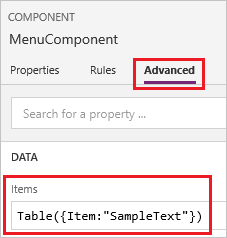 COMPONENT
MenuComponent
Properties Rules Advanced
Search for a property ...
DATA
Items
Table({Item:"SampleText"})